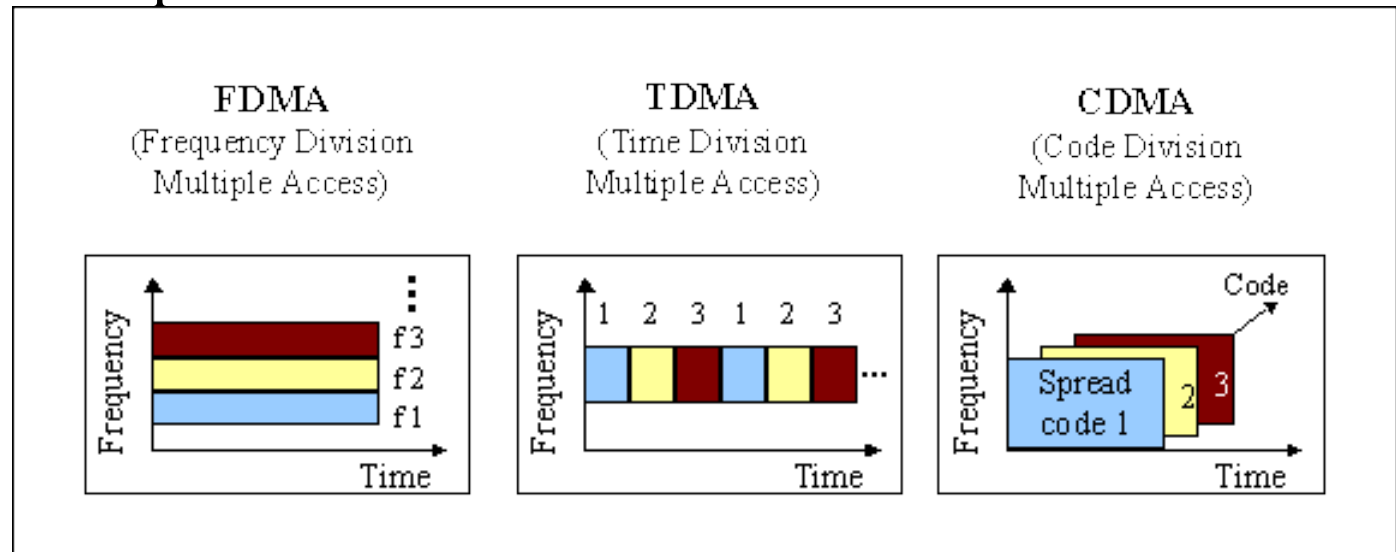 FDMA
(Frequency Division
Multiple Access)
TDMA
(Time Division
Multiple Access)
CDMA
(Code Division
Multiple Access)
Frequency
f3
f2
f1
Time
Frequency
1 2 3 1 2 3
...
Time
Frequency
Code
Spread
code 1
2
3
Time